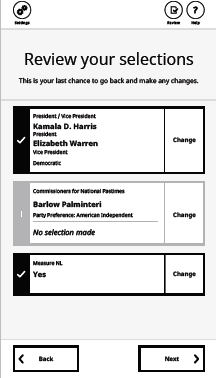 Settings
Review
Help
Review your selections
This is your last chance to go back and make any changes.
President / Vice President
Kamala D. Harris
President
Elizabeth Warren
Vice President
Democratic
Change
Commissioners for National Pastimes
Barlow Palminteri
Party Preference: American Independent
No selection made
Change
Measure NL
Yes
Change
Back
Next